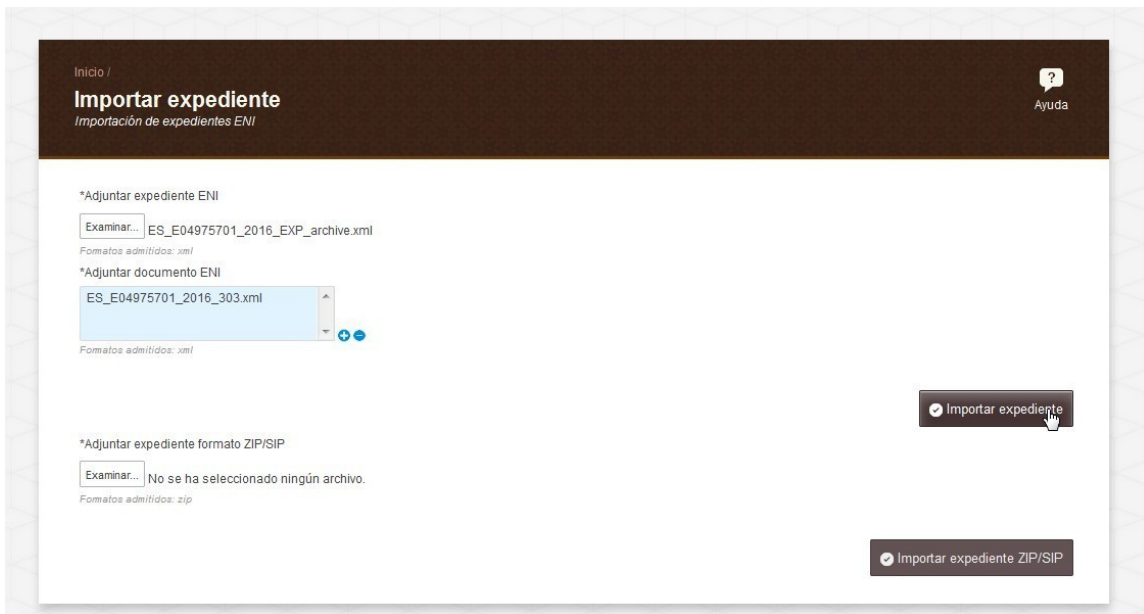 Inicio /
Importar expediente
Importación de expedientes ENI
?
Ayuda
*Adjuntar expediente ENI
Examinar... ES_E04975701_2016_EXP_archive.xml
Formatos admitidos: xml
*Adjuntar documento ENI
ES_E04975701_2016_303.xml
Formatos admitidos: xml
Importar expediente
*Adjuntar expediente formato ZIP/SIP
Examinar... No se ha seleccionado ningún archivo.
Formatos admitidos: zip
Importar expediente ZIP/SIP